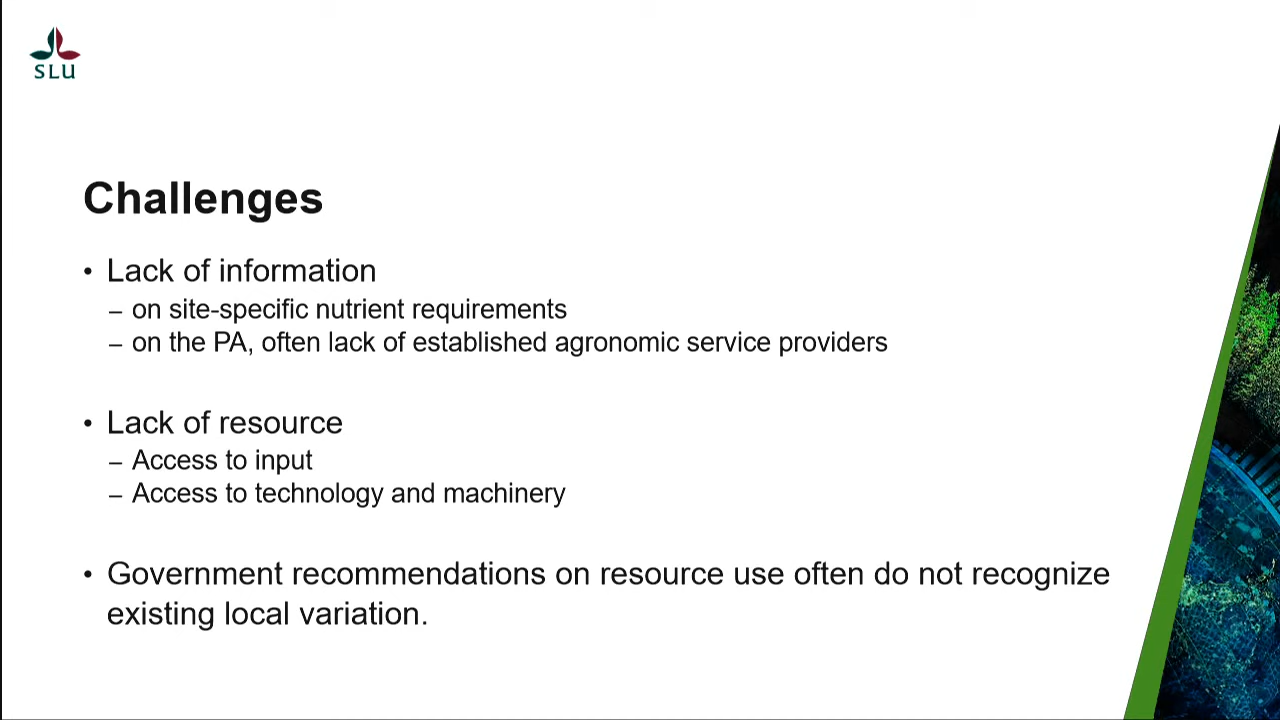 SLU
Challenges
• Lack of information
– on site-specific nutrient requirements
– on the PA, often lack of established agronomic service providers
• Lack of resource
– Access to input
– Access to technology and machinery
• Government recommendations on resource use often do not recognize
existing local variation.